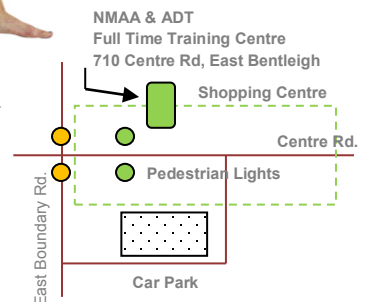 NMAA & ADT
Full Time Training Centre
710 Centre Rd, East Bentleigh
Shopping Centre
Centre Rd.
Pedestrian Lights
East Boundary Rd.
Car Park